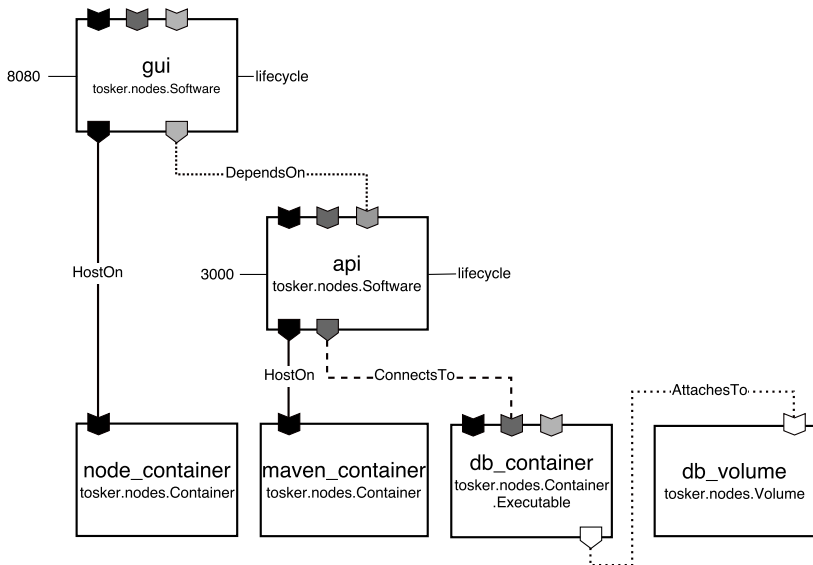 gui
8080
lifecycle
tosker.nodes.Software
DependsOn
api
HostOn
3000
lifecycle
tosker.nodes.Software
HostOn
ConnectsTo
AttachesTo
node_container
tosker.nodes.Container
maven_container
tosker.nodes.Container
db_container
tosker.nodes.Container
.Executable
db_volume
tosker.nodes.Volume